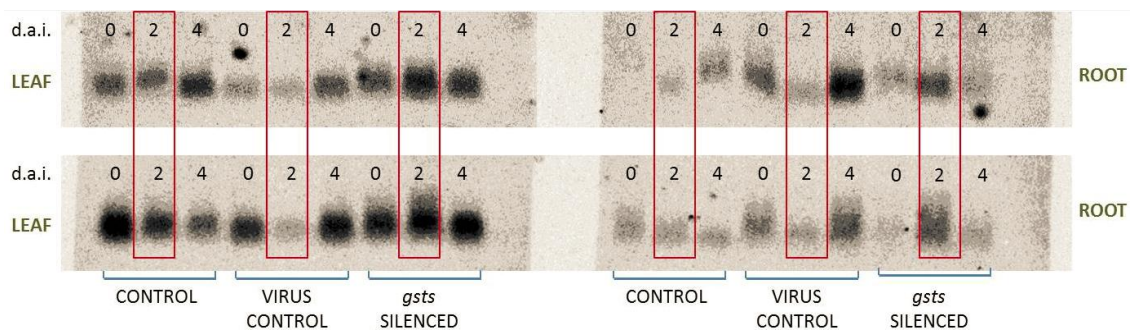 d.a.i. 0 2 4 0 2 4 0 2 4 0 2 4 0 2 4 0 2 4
LEAF ROOT
d.a.i. 0 2 4 0 2 4 0 2 4 0 2 4 0 2 4 0 2 4
LEAF ROOT
CONTROL VIRUS gsts CONTROL VIRUS gsts
CONTROL SILENCED CONTROL SILENCED